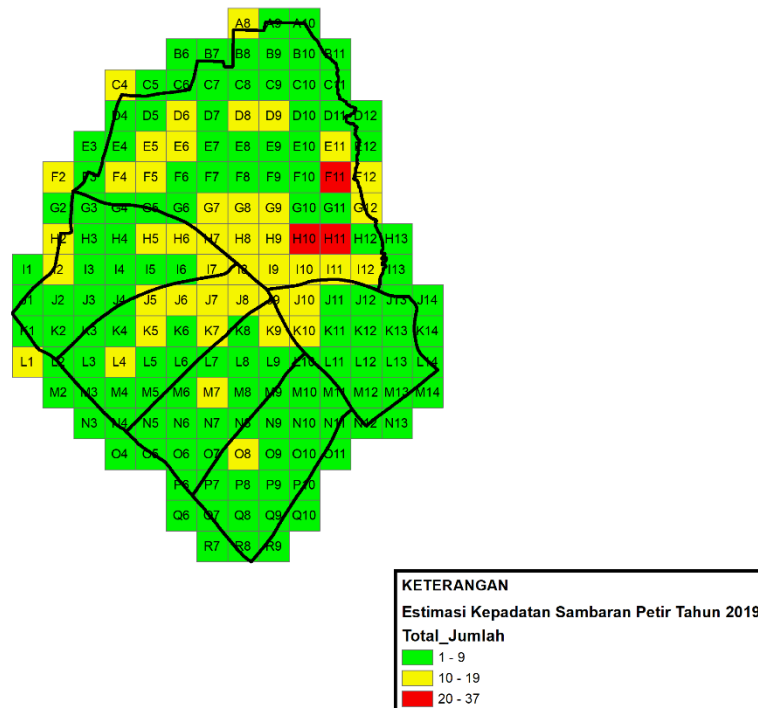 A8 A9 A10
B6 B7 B8 B9 B10 B11
C4 C5 C6 C7 C8 C9 C10 C11
D4 D5 D6 D7 D8 D9 D10 D11 D12
E3 E4 E5 E6 E7 E8 E9 E10 E11 E12
F2 F3 F4 F5 F6 F7 F8 F9 F10 F11 F12
G2 G3 G4 G5 G6 G7 G8 G9 G10 G11 G12
H2 H3 H4 H5 H6 H7 H8 H9 H10 H11 H12 H13
I1 I2 I3 I4 I5 I6 I7 I8 I9 I10 I11 I12 I13
J1 J2 J3 J4 J5 J6 J7 J8 J9 J10 J11 J12 J13 J14
K1 K2 K3 K4 K5 K6 K7 K8 K9 K10 K11 K12 K13 K14
L1 L2 L3 L4 L5 L6 L7 L8 L9 L10 L11 L12 L13 L14
M2 M3 M4 M5 M6 M7 M8 M9 M10 M11 M12 M13 M14
N3 N4 N5 N6 N7 N8 N9 N10 N11 N12 N13
O4 O5 O6 O7 O8 O9 O10 O11
P6 P7 P8 P9 P10
Q6 Q7 Q8 Q9 Q10
R7 R8 R9
KETERANGAN
Estimasi Kepadatan Sambaran Petir Tahun 2019
Total_Jumlah
1 - 9
10 - 19
20 - 37